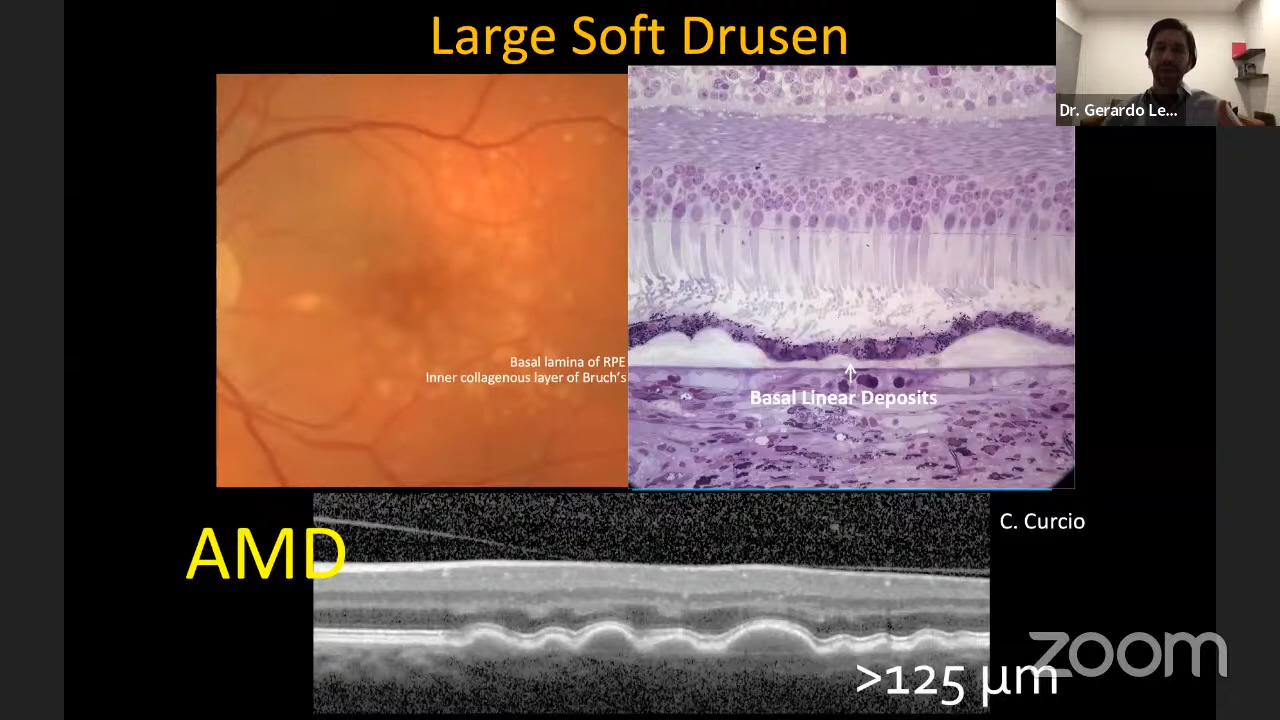 Large Soft Drusen
Dr. Gerardo Le...
Basal lamina of RPE
Inner collagenous layer of Bruch's
Basal Linear Deposits
C. Curcio
AMD
>125 µm
zoom